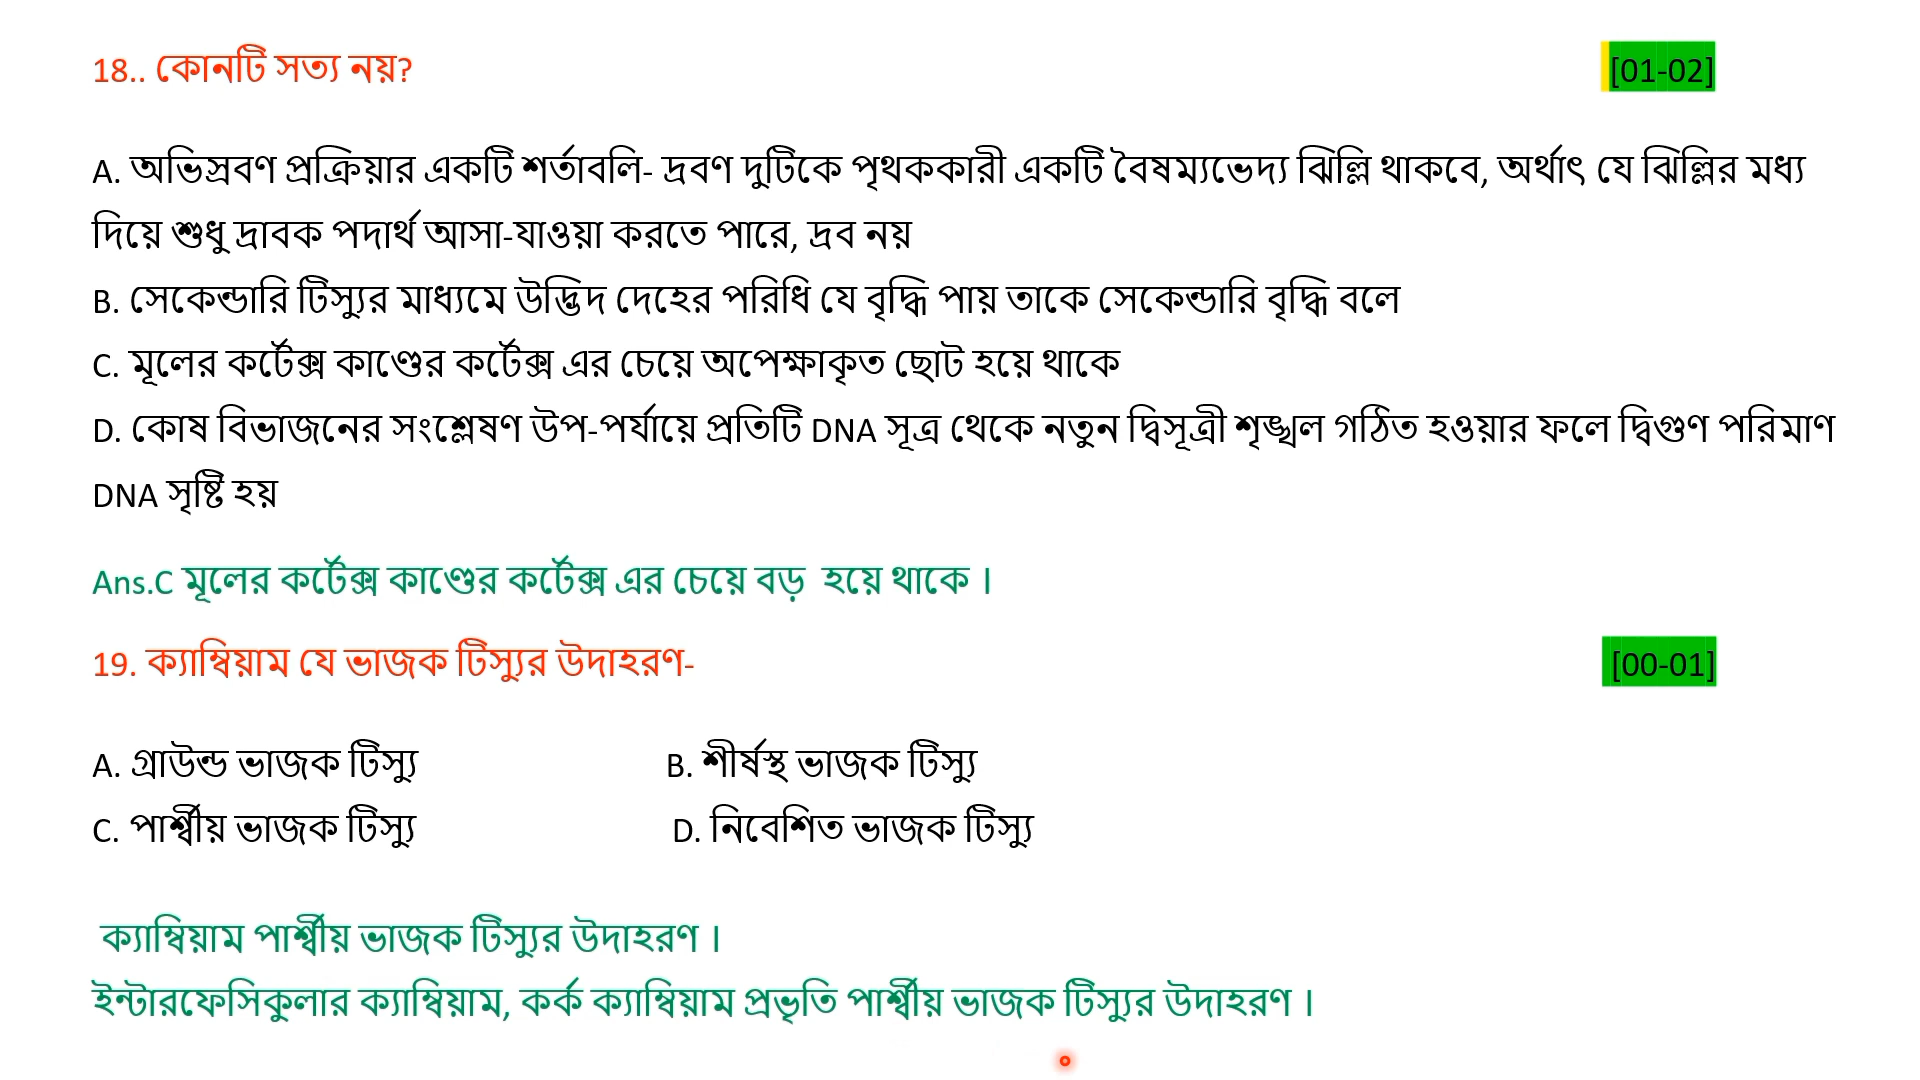 18.. কোনটি সত্য নয়? [01-02]
A. অভিস্রবণ প্রক্রিয়ার একটি শর্তাবলি- দ্রবণ দুটিকে পৃথককারী একটি বৈষম্যভেদ্য ঝিল্লি থাকবে, অর্থাৎ যে ঝিল্লির মধ্য
দিয়ে শুধু দ্রাবক পদার্থ আসা-যাওয়া করতে পারে, দ্রব নয়
B. সেকেন্ডারি টিস্যুর মাধ্যমে উদ্ভিদ দেহের পরিধি যে বৃদ্ধি পায় তাকে সেকেন্ডারি বৃদ্ধি বলে
C. মূলের কর্টেক্স কাণ্ডের কর্টেক্স এর চেয়ে অপেক্ষাকৃত ছোট হয়ে থাকে
D. কোষ বিভাজনের সংশ্লেষণ উপ-পর্যায়ে প্রতিটি DNA সূত্র থেকে নতুন দ্বিসূত্রী শৃঙ্খল গঠিত হওয়ার ফলে দ্বিগুণ পরিমাণ
DNA সৃষ্টি হয়
Ans.C মূলের কর্টেক্স কাণ্ডের কর্টেক্স এর চেয়ে বড় হয়ে থাকে ।
19. ক্যাম্বিয়াম যে ভাজক টিস্যুর উদাহরণ- [00-01]
A. গ্রাউন্ড ভাজক টিস্যু B. শীর্ষস্থ ভাজক টিস্যু
C. পার্শ্বীয় ভাজক টিস্যু D. নিবেশিত ভাজক টিস্যু
ক্যাম্বিয়াম পার্শ্বীয় ভাজক টিস্যুর উদাহরণ ।
ইন্টারফেসিকুলার ক্যাম্বিয়াম, কর্ক ক্যাম্বিয়াম প্রভৃতি পার্শ্বীয় ভাজক টিস্যুর উদাহরণ ।